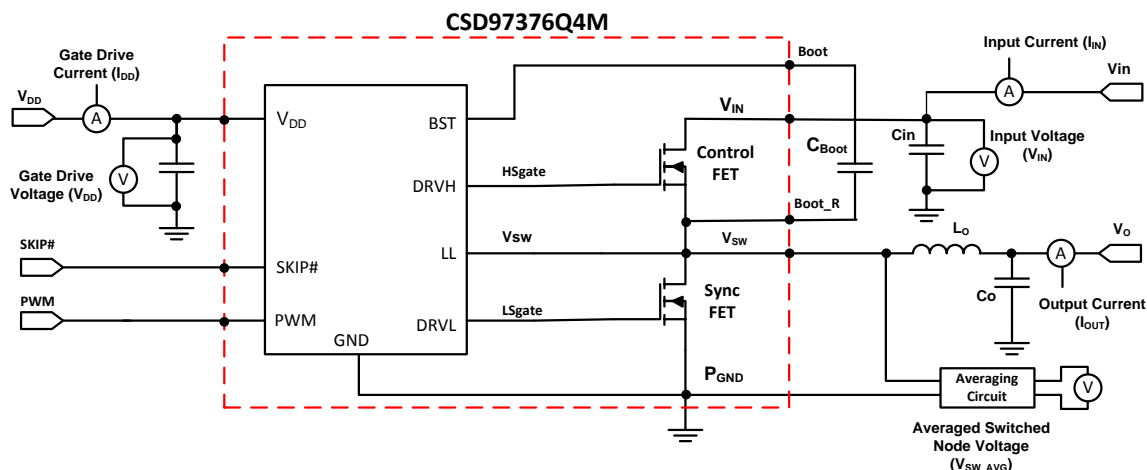 CSD97376Q4M
Gate Drive
Current (IDD)
Boot
Input Current (IIN)
Vin
VDD
A
A
VDD
BST
VIN
Cin
V
Input Voltage
(VIN)
Gate Drive
Voltage (VDD)
V
Control
FET
CBoot
DRVH
HSgate
Boot_R
SKIP#
SKIP#
LL
Vsw
VSW
LO
A
VO
Co
Output Current
(IOUT)
PWM
PWM
DRVL
LSgate
Sync
FET
GND
PGND
Averaging
Circuit
V
Averaged Switched
Node Voltage
(VSW_AVG)